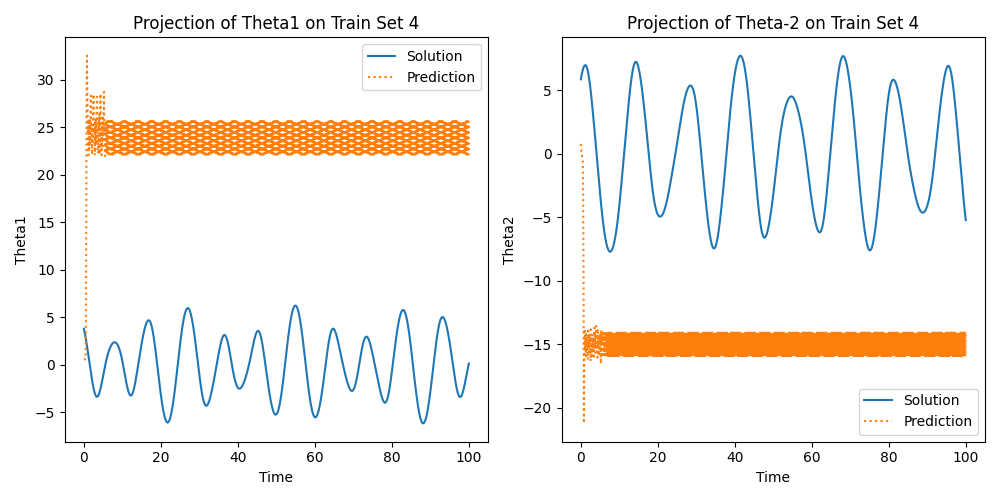 Projection of Theta1 on Train Set 4
Solution
Prediction
Theta1
30
25
20
15
10
5
0
−5
0
20
40
60
80
100
Time
Projection of Theta-2 on Train Set 4
Theta2
5
0
−5
−10
−15
−20
Solution
Prediction
0
20
40
60
80
100
Time